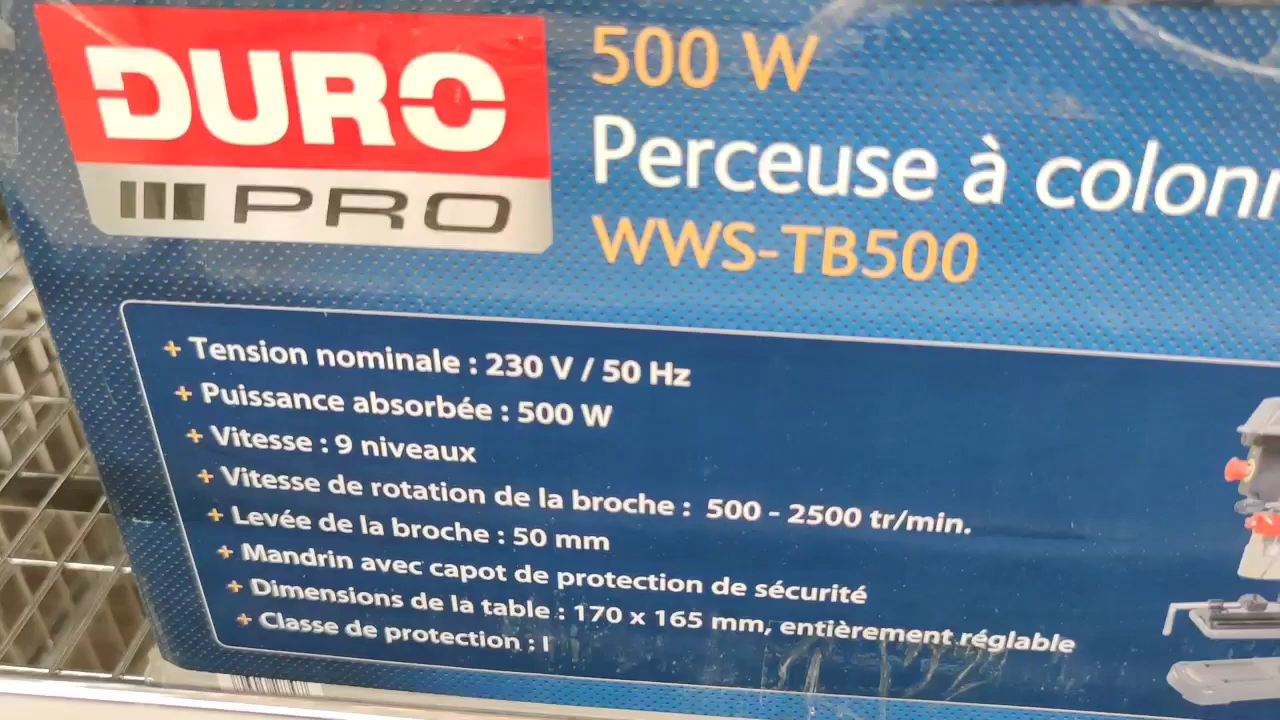 DURO
PRO
500 W
Perceuse à colonn
WWS-TB500
+ Tension nominale : 230 V / 50 Hz
+ Puissance absorbée : 500 W
+ Vitesse : 9 niveaux
+ Vitesse de rotation de la broche : 500 - 2500 tr/min.
+ Levée de la broche : 50 mm
+ Mandrin avec capot de protection de sécurité
+ Dimensions de la table : 170 x 165 mm, entièrement réglable
+ Classe de protection : I